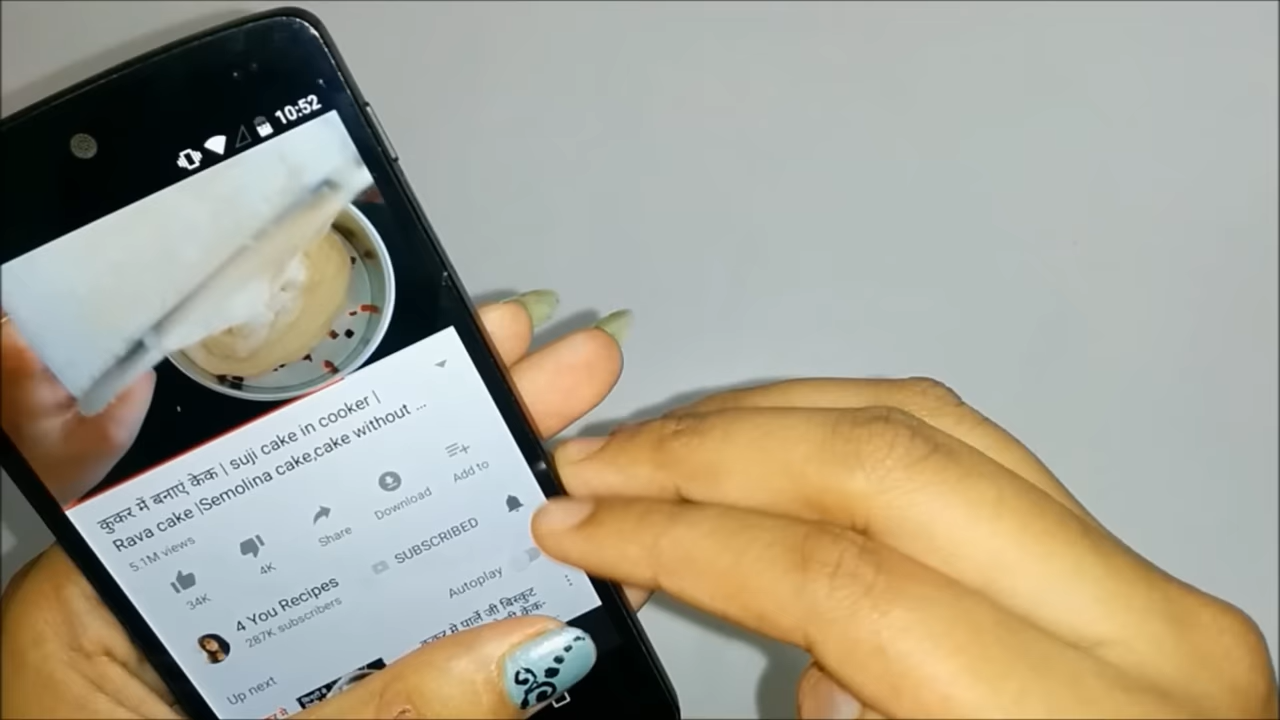 10:52
कुकर में बनाएं केक | suji cake in cooker |
Rava cake |Semolina cake,cake without ...
5.1M views
34K
4K
Share
Download
Add to
4 You Recipes
287K subscribers
SUBSCRIBED
Autoplay
Up next
कुकर में पार्ले जी बिस्कुट